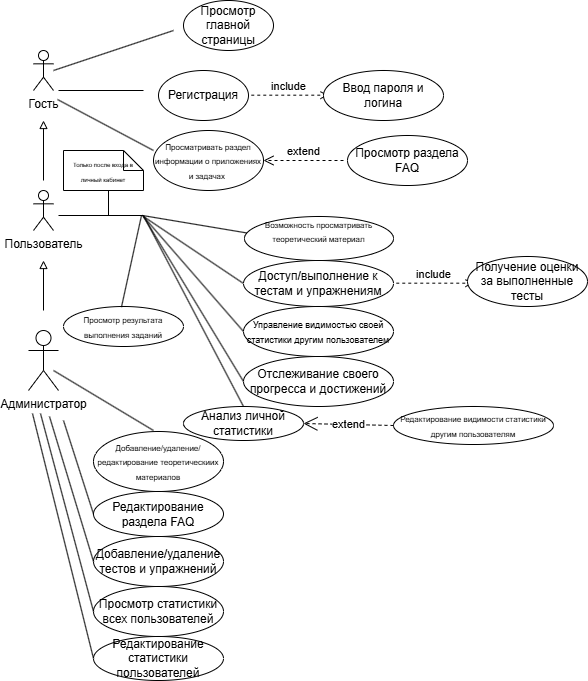 Просмотр
главной
страницы
Гость
Регистрация
include
Ввод пароля и
логина
Просматривать раздел
информации о приложениях
и задачах
extend
Просмотр раздела
FAQ
Только после входа в
личный кабинет
Пользователь
Возможность просматривать
теоретический материал
Доступ/выполнение к
тестам и упражнениям
include
Получение оценки
за выполненные
тесты
Просмотр результата
выполнения заданий
Управление видимостью своей
статистики другим пользователем
Отслеживание своего
прогресса и достижений
Администратор
Анализ личной
статистики
extend
Редактирование видимости статистики
другим пользователям
Добавление/удаление/
редактирование теоретическиих
материалов
Редактирование
раздела FAQ
Добавление/удаление
тестов и упражнений
Просмотр статистики
всех пользователей
Редактирование
статистики
пользователей